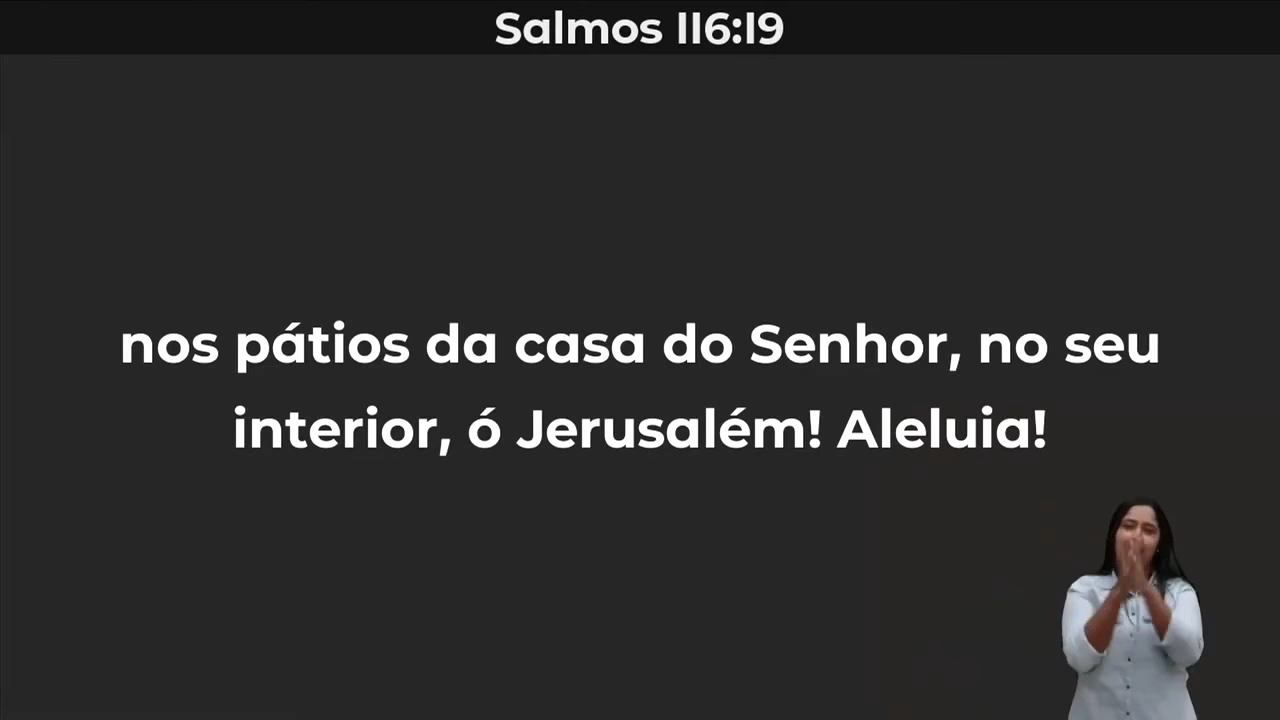 Salmos 116:19
nos pátios da casa do Senhor, no seu
interior, ó Jerusalém! Aleluia!